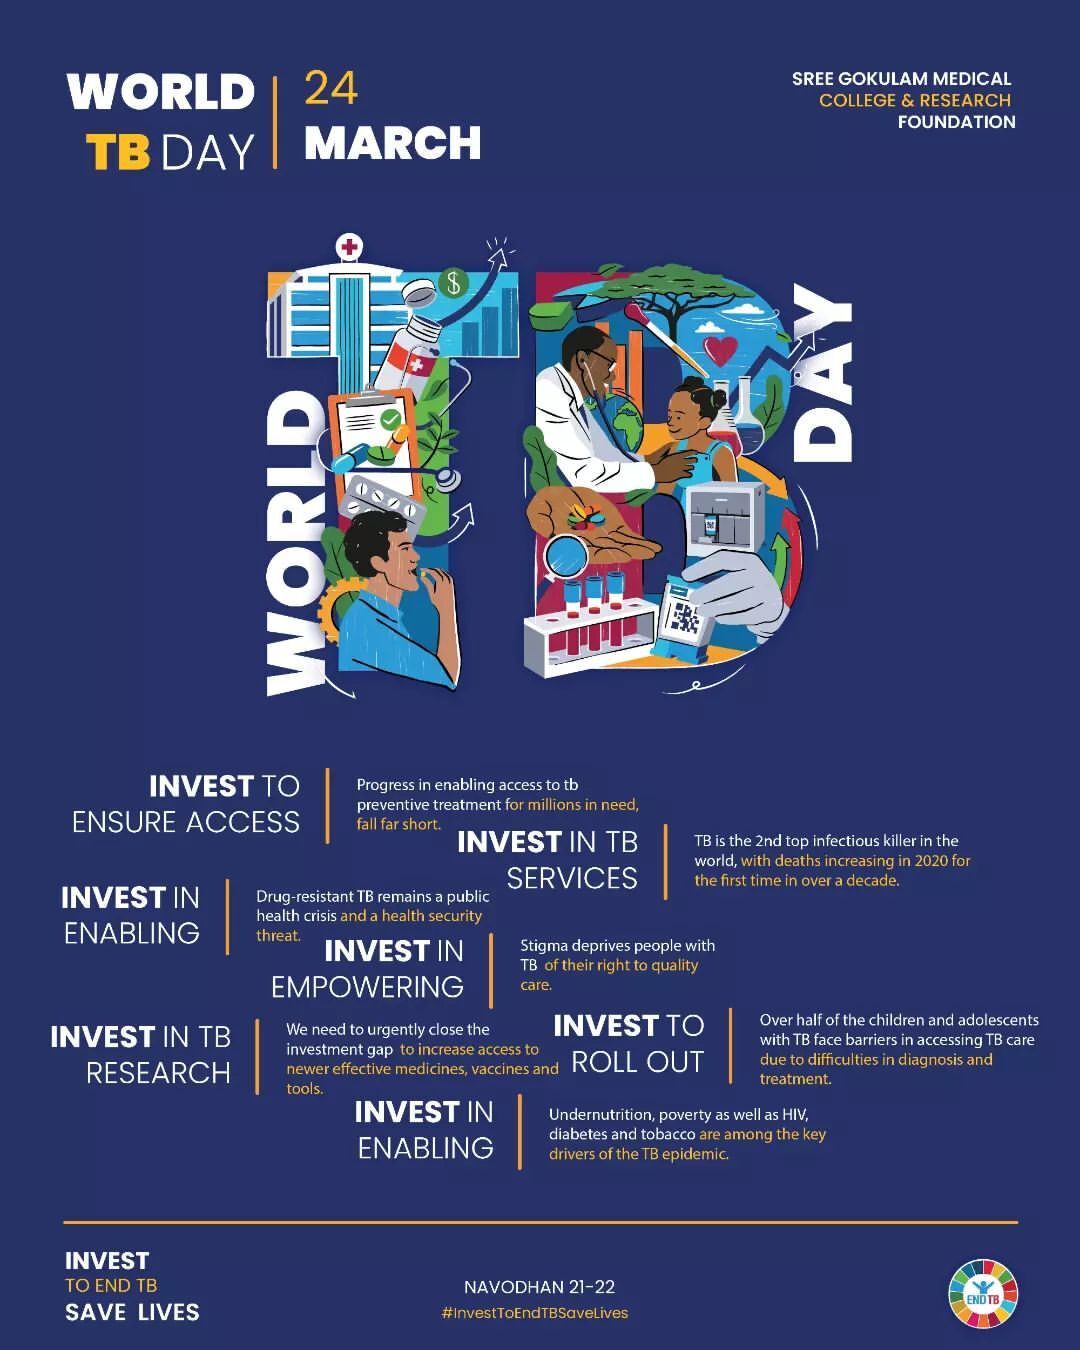 WORLD
TB DAY
24
MARCH
SREE GOKULAM MEDICAL
COLLEGE & RESEARCH
FOUNDATION
WORLD
TB
DAY
$
INVEST TO
ENSURE ACCESS
Progress in enabling access to tb
preventive treatment for millions in need,
fall far short.
INVEST IN TB
SERVICES
TB is the 2nd top infectious killer in the
world, with deaths increasing in 2020 for
the first time in over a decade.
INVEST IN
ENABLING
Drug-resistant TB remains a public
health crisis and a health security
threat.
INVEST IN
EMPOWERING
Stigma deprives people with
TB of their right to quality
care.
INVEST IN TB
RESEARCH
We need to urgently close the
investment gap to increase access to
newer effective medicines, vaccines and
tools.
INVEST TO
ROLL OUT
Over half of the children and adolescents
with TB face barriers in accessing TB care
due to difficulties in diagnosis and
treatment.
INVEST IN
ENABLING
Undernutrition, poverty as well as HIV,
diabetes and tobacco are among the key
drivers of the TB epidemic.
INVEST
TO END TB
SAVE LIVES
NAVODHAN 21-22
#InvestToEndTBSaveLives
END TB